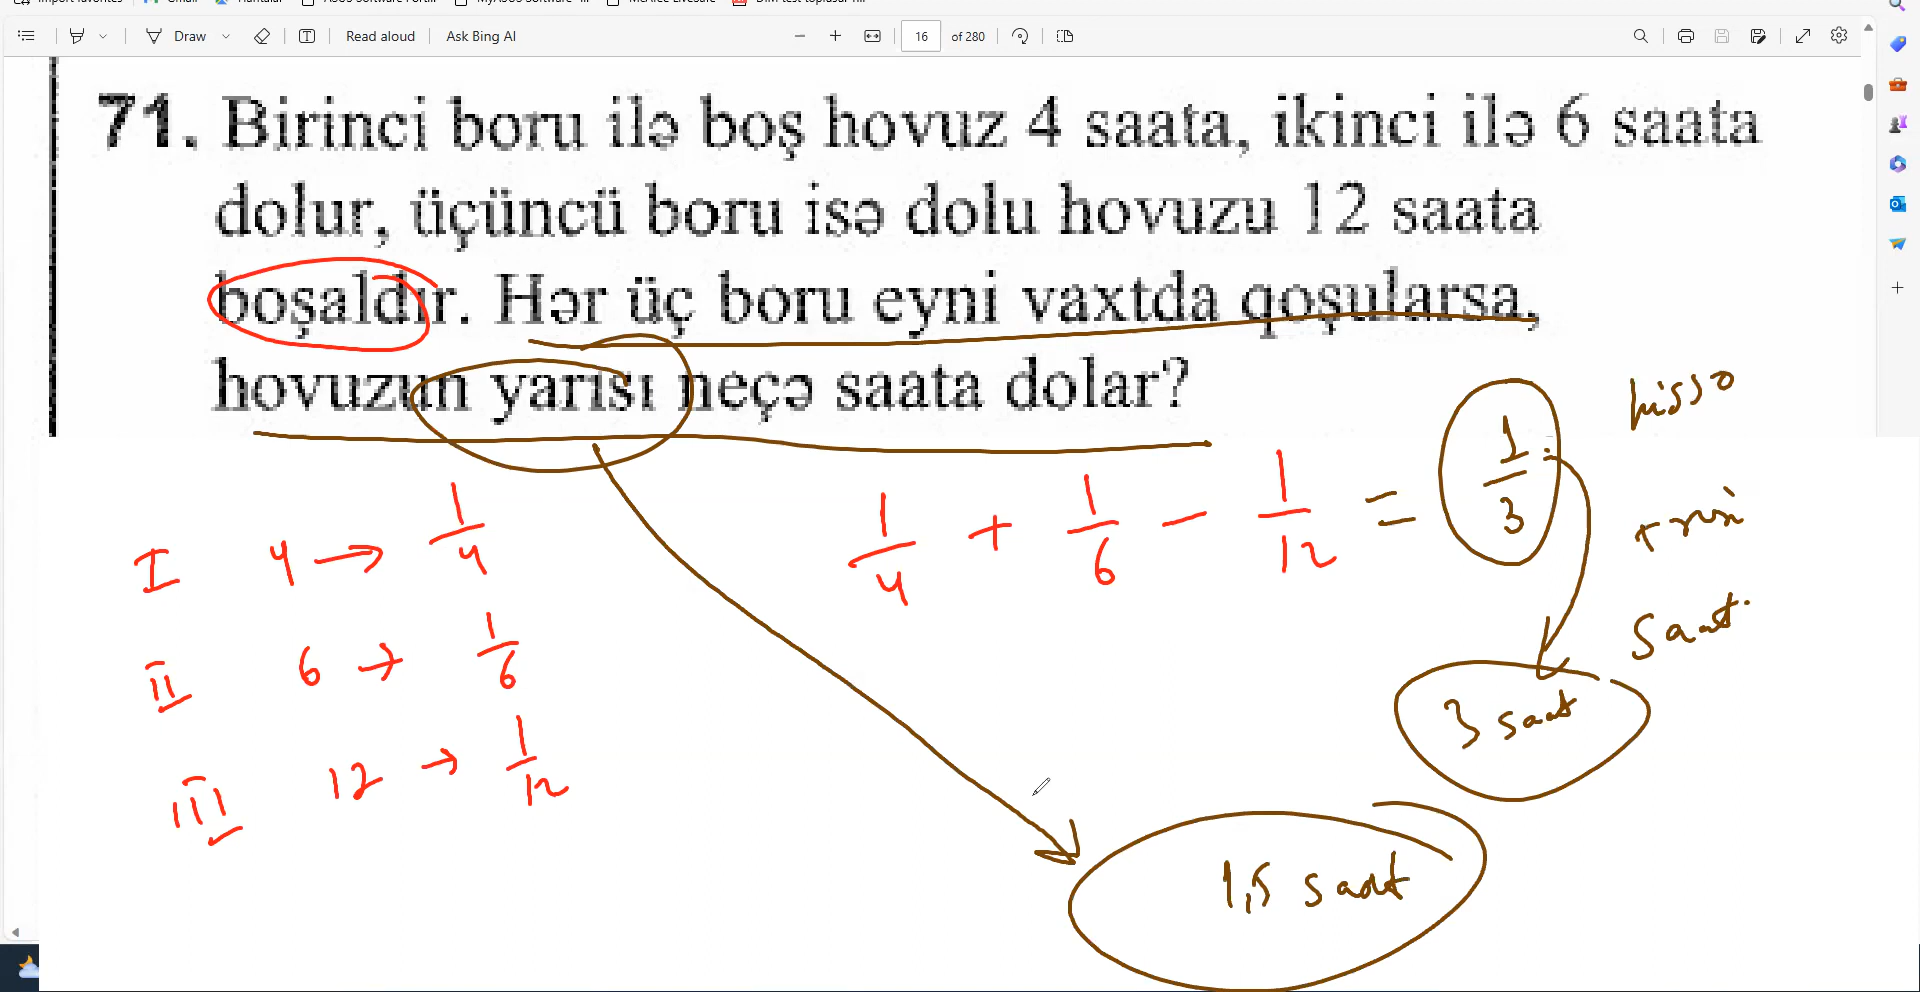 Draw
Read aloud
Ask Bing AI
16 of 280
71. Birinci boru ilə boş hovuz 4 saata, ikinci ilə 6 saata
dolur, üçüncü boru isə dolu hovuzu 12 saata
boşaldır. Hər üç boru eyni vaxtda qoşularsa,
hovuzun yarısı neçə saata dolar?
hissə
I 4 → 1/4
1/4 + 1/6 − 1/12 = 1/3
II 6 → 1/6
saat.
3 saat
III 12 → 1/12
1,5 saat